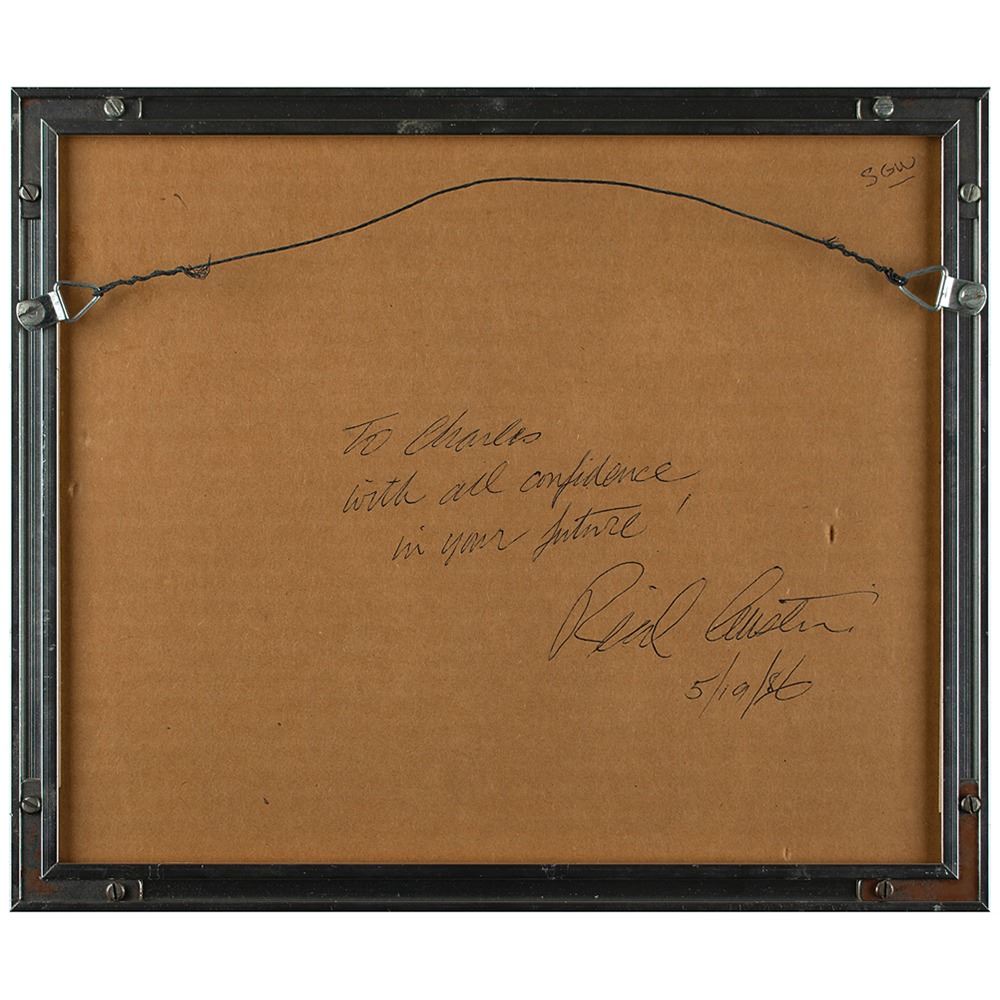 SGW
To Charles
with all confidence
in your future!
Reid Austin
5/19/86